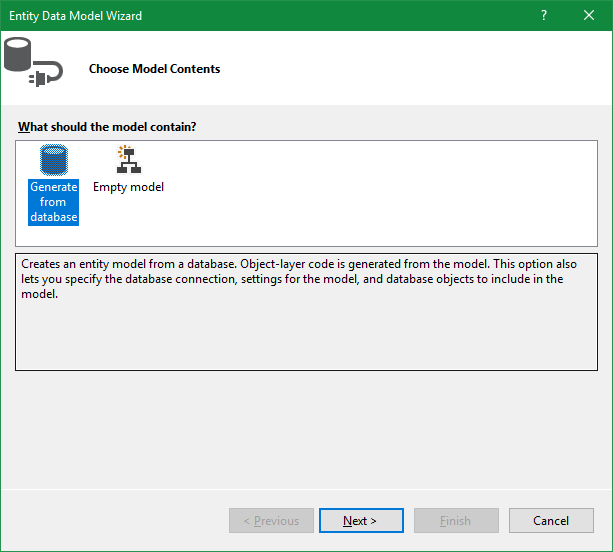 Entity Data Model Wizard
?
Choose Model Contents
What should the model contain?
Generate
from
database
Empty model
Creates an entity model from a database. Object-layer code is generated from the model. This option also
lets you specify the database connection, settings for the model, and database objects to include in the
model.
< Previous
Next >
Finish
Cancel